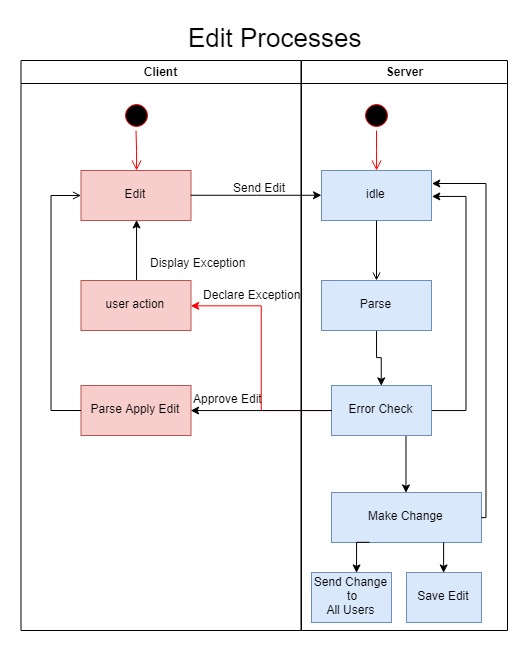 Edit Processes
Client
Server
Edit
Send Edit
idle
Display Exception
user action
Declare Exception
Parse
Parse Apply Edit
Approve Edit
Error Check
Make Change
Send Change
to
All Users
Save Edit